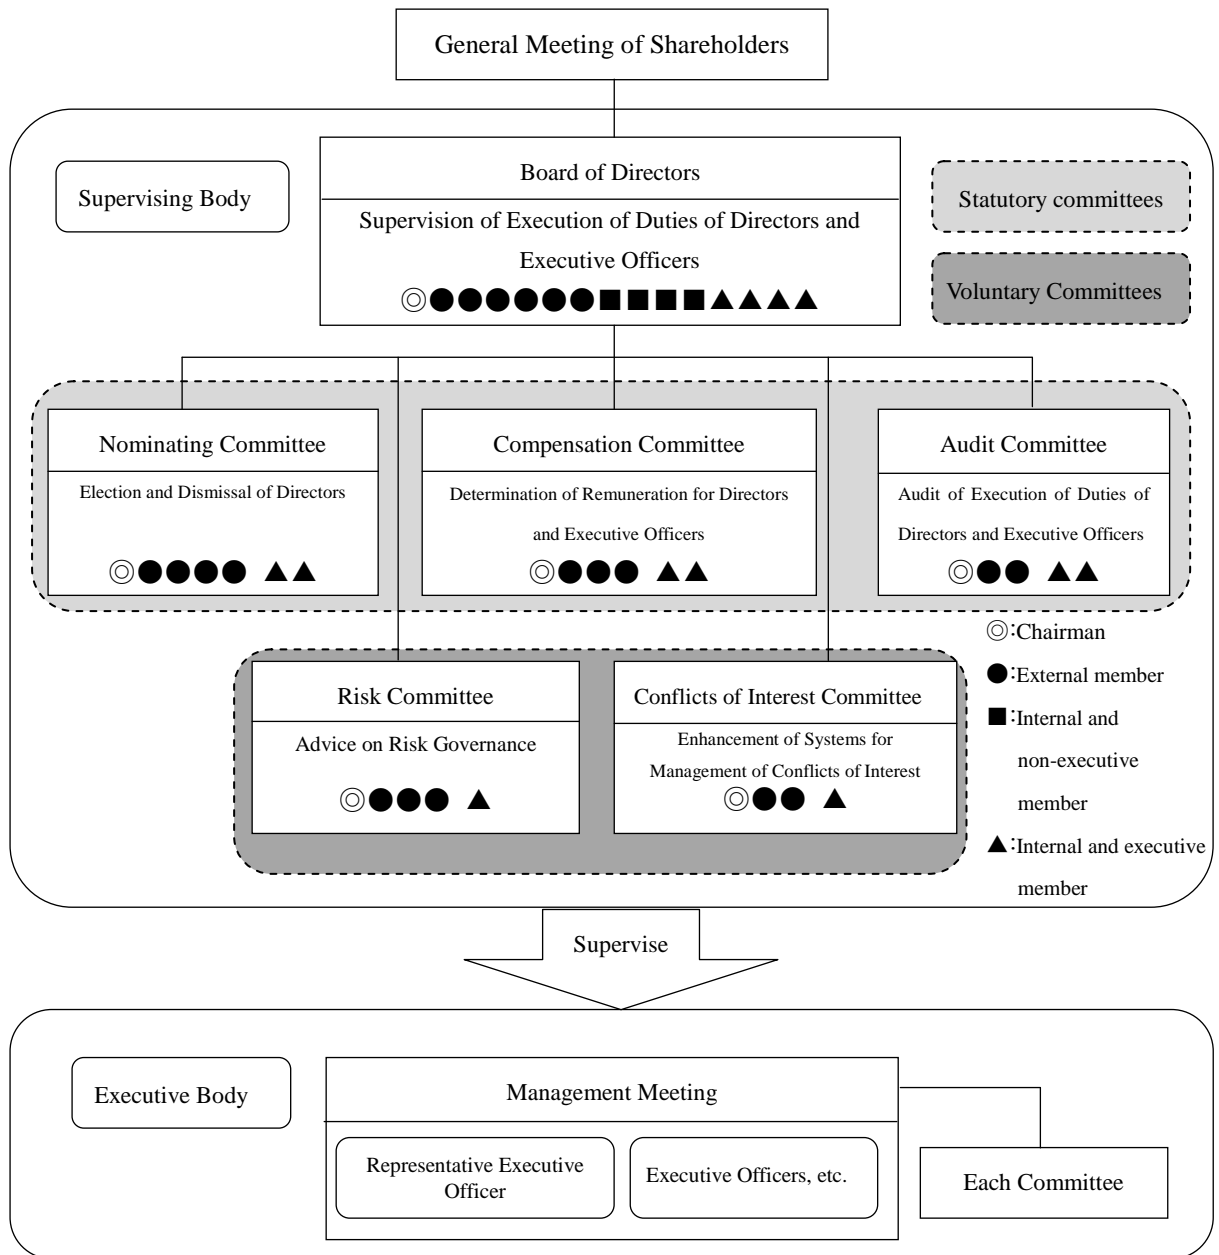 General Meeting of Shareholders
Supervising Body
Board of Directors
Supervision of Execution of Duties of Directors and
Executive Officers
◎●●●●●●■■■■▲▲▲▲
Statutory committees
Voluntary Committees
Nominating Committee
Election and Dismissal of Directors
◎●●●● ▲▲
Compensation Committee
Determination of Remuneration for Directors
and Executive Officers
◎●●● ▲▲
Audit Committee
Audit of Execution of Duties of
Directors and Executive Officers
◎●● ▲▲
Risk Committee
Advice on Risk Governance
◎●●● ▲
Conflicts of Interest Committee
Enhancement of Systems for
Management of Conflicts of Interest
◎●● ▲
◎:Chairman
●:External member
■:Internal and
non-executive
member
▲:Internal and executive
member
Supervise
Executive Body
Management Meeting
Representative Executive
Officer
Executive Officers, etc.
Each Committee